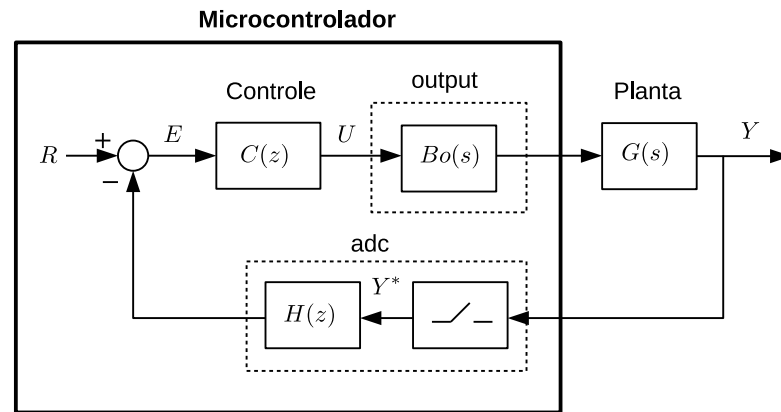 Microcontrolador
Controle
output
Planta
R
+
−
E
C(z)
U
Bo(s)
G(s)
Y
adc
H(z)
Y*